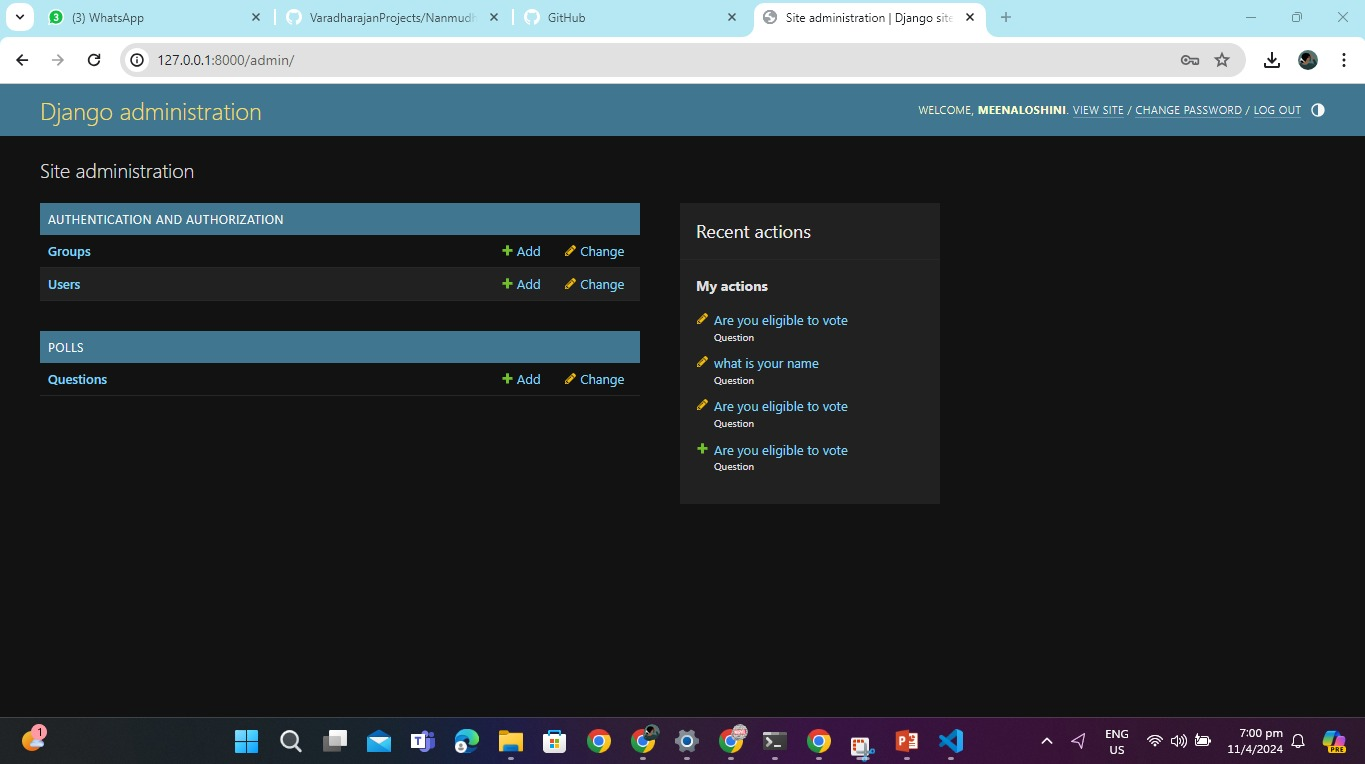 (3) WhatsApp
VaradharajanProjects/Nanmudh
GitHub
Site administration | Django site
127.0.0.1:8000/admin/
Django administration
WELCOME, MEENALOSHINI. VIEW SITE / CHANGE PASSWORD / LOG OUT
Site administration
AUTHENTICATION AND AUTHORIZATION
Groups Add Change
Users Add Change
POLLS
Questions Add Change
Recent actions
My actions
Are you eligible to vote
Question
what is your name
Question
Are you eligible to vote
Question
Are you eligible to vote
Question
1
ENG
US
7:00 pm
11/4/2024
PRE